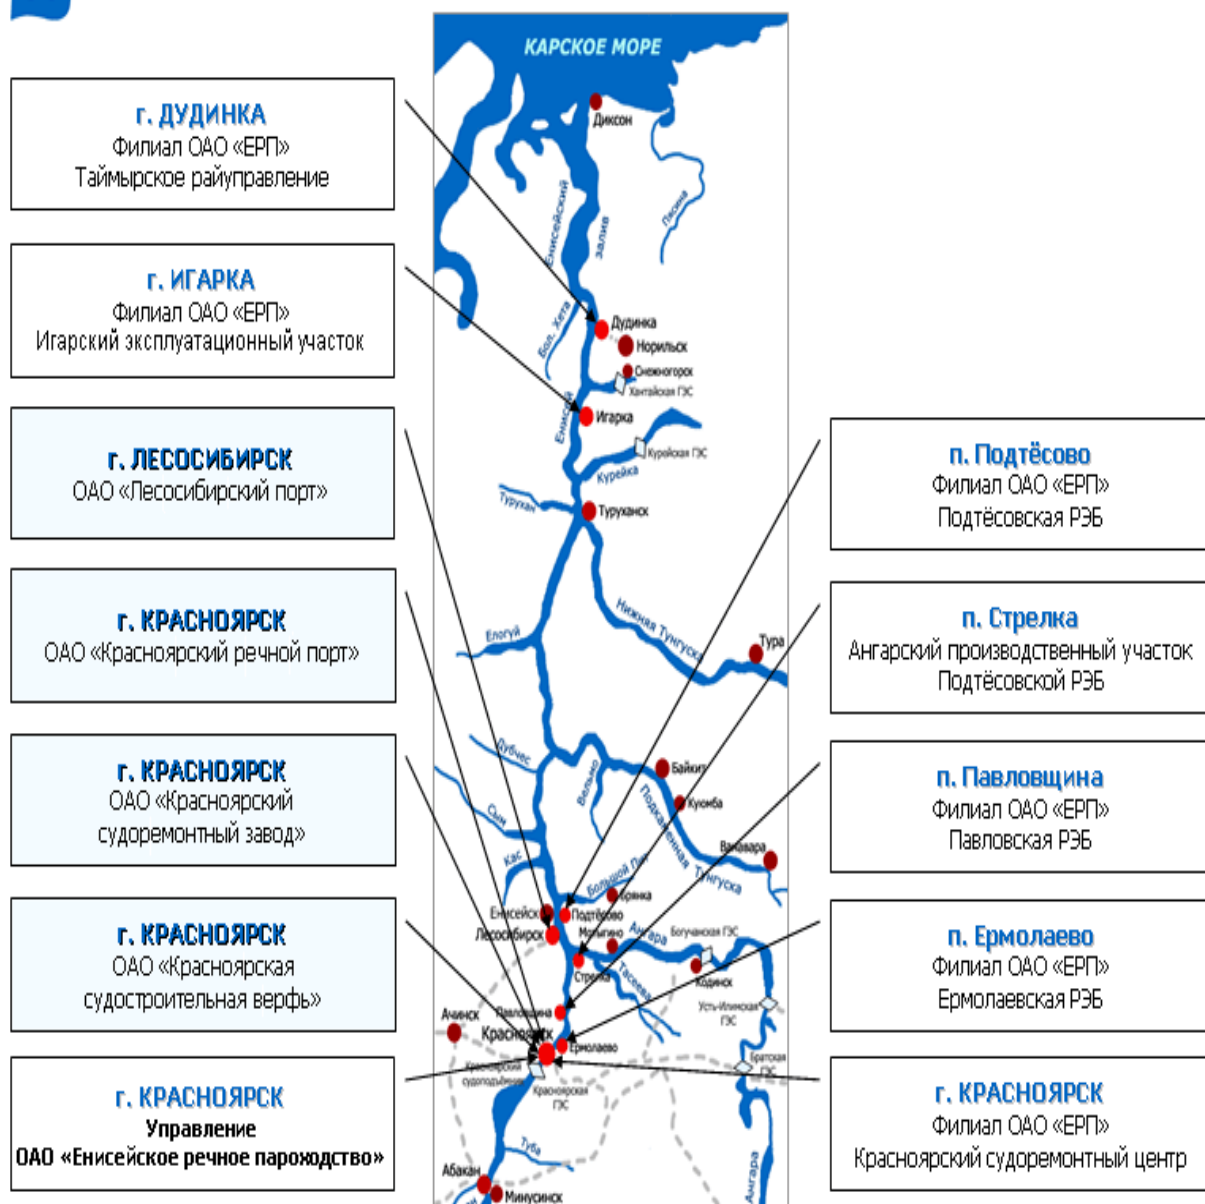 г. ДУДИНКА
Филиал ОАО «ЕРП»
Таймырское райуправление
г. ИГАРКА
Филиал ОАО «ЕРП»
Игарский эксплуатационный участок
г. ЛЕСОСИБИРСК
ОАО «Лесосибирский порт»
г. КРАСНОЯРСК
ОАО «Красноярский речной порт»
г. КРАСНОЯРСК
ОАО «Красноярский
судоремонтный завод»
г. КРАСНОЯРСК
ОАО «Красноярская
судостроительная верфь»
г. КРАСНОЯРСК
Управление
ОАО «Енисейское речное пароходство»
КАРСКОЕ МОРЕ
Диксон
Пясина
Енисейский
залив
Бол. Хета
Дудинка
Норильск
Снежногорск
Хантайская ГЭС
Енисей
Игарка
Курейская ГЭС
Курейка
Турухан
Туруханск
Нижняя Тунгуска
Тура
Елогуй
Дубчес
Вельмо
Байкит
Куюмба
Подкаменная Тунгуска
Ванавара
Сым
Кас
Большой Пит
Брянка
Енисейск
Подтёсово
Лесосибирск
Мотыгино
Ангара
Богучанская ГЭС
Стрелка
Тасеева
Кодинск
Усть-Илимская
ГЭС
Павловщина
Ачинск
Красноярск
Ермолаево
Братская
ГЭС
Красноярский
судоподъёмник
Красноярская
ГЭС
Туба
Абакан
Минусинск
Ангара
п. Подтёсово
Филиал ОАО «ЕРП»
Подтёсовская РЭБ
п. Стрелка
Ангарский производственный участок
Подтёсовской РЭБ
п. Павловщина
Филиал ОАО «ЕРП»
Павловская РЭБ
п. Ермолаево
Филиал ОАО «ЕРП»
Ермолаевская РЭБ
г. КРАСНОЯРСК
Филиал ОАО «ЕРП»
Красноярский судоремонтный центр